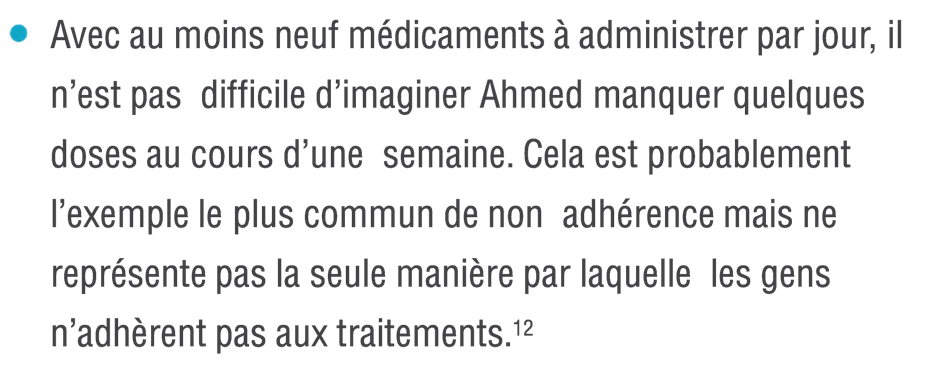 • Avec au moins neuf médicaments à administrer par jour, il
n’est pas  difficile d’imaginer Ahmed manquer quelques
doses au cours d’une  semaine. Cela est probablement
l’exemple le plus commun de non  adhérence mais ne
représente pas la seule manière par laquelle  les gens
n’adhèrent pas aux traitements.¹²